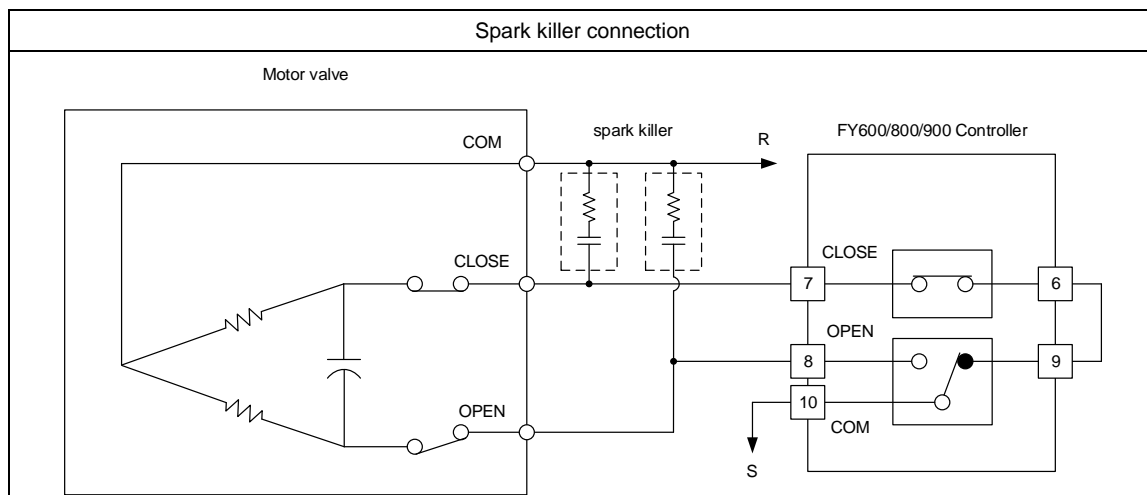 Spark killer connection
Motor valve
COM
spark killer
R
FY600/800/900 Controller
CLOSE
CLOSE
7
6
OPEN
8
9
OPEN
10
COM
S